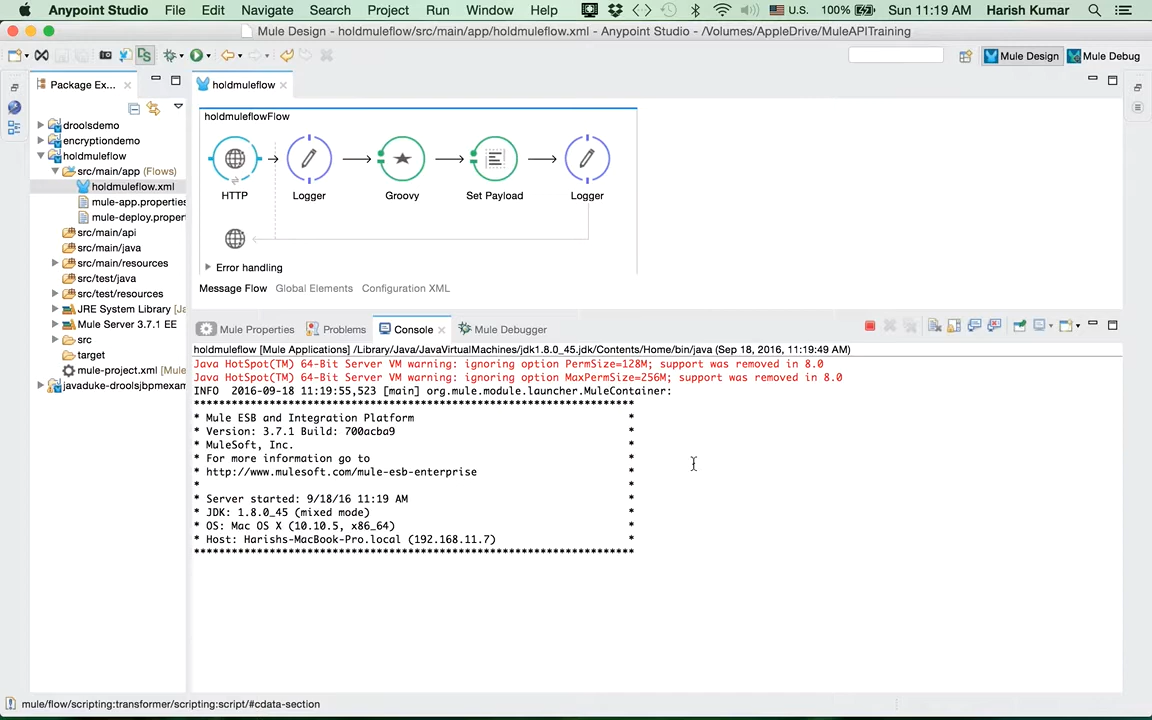 Anypoint Studio File Edit Navigate Search Project Run Window Help U.S. 100% Sun 11:19 AM Harish Kumar
Mule Design - holdmuleflow/src/main/app/holdmuleflow.xml - Anypoint Studio - /Volumes/AppleDrive/MuleAPITraining
Mule Design Mule Debug
Package Ex...
holdmuleflow
droolsdemo
encryptiondemo
holdmuleflow
src/main/app (Flows)
holdmuleflow.xml
mule-app.properties
mule-deploy.proper
src/main/api
src/main/java
src/main/resources
src/test/java
src/test/resources
JRE System Library [Ja
Mule Server 3.7.1 EE
src
target
mule-project.xml [Mule
javaduke-droolsjbpmexam
holdmuleflowFlow
HTTP Logger Groovy Set Payload Logger
Error handling
Message Flow Global Elements Configuration XML
Mule Properties Problems Console Mule Debugger
holdmuleflow [Mule Applications] /Library/Java/JavaVirtualMachines/jdk1.8.0_45.jdk/Contents/Home/bin/java (Sep 18, 2016, 11:19:49 AM)
Java HotSpot(TM) 64-Bit Server VM warning: ignoring option PermSize=128M; support was removed in 8.0
Java HotSpot(TM) 64-Bit Server VM warning: ignoring option MaxPermSize=256M; support was removed in 8.0
INFO 2016-09-18 11:19:55,523 [main] org.mule.module.launcher.MuleContainer:
**********************************************************************
* Mule ESB and Integration Platform *
* Version: 3.7.1 Build: 700acba9 *
* MuleSoft, Inc. *
* For more information go to *
* http://www.mulesoft.com/mule-esb-enterprise *
* *
* Server started: 9/18/16 11:19 AM *
* JDK: 1.8.0_45 (mixed mode) *
* OS: Mac OS X (10.10.5, x86_64) *
* Host: Harishs-MacBook-Pro.local (192.168.11.7) *
**********************************************************************
mule/flow/scripting:transformer/scripting:script/#cdata-section